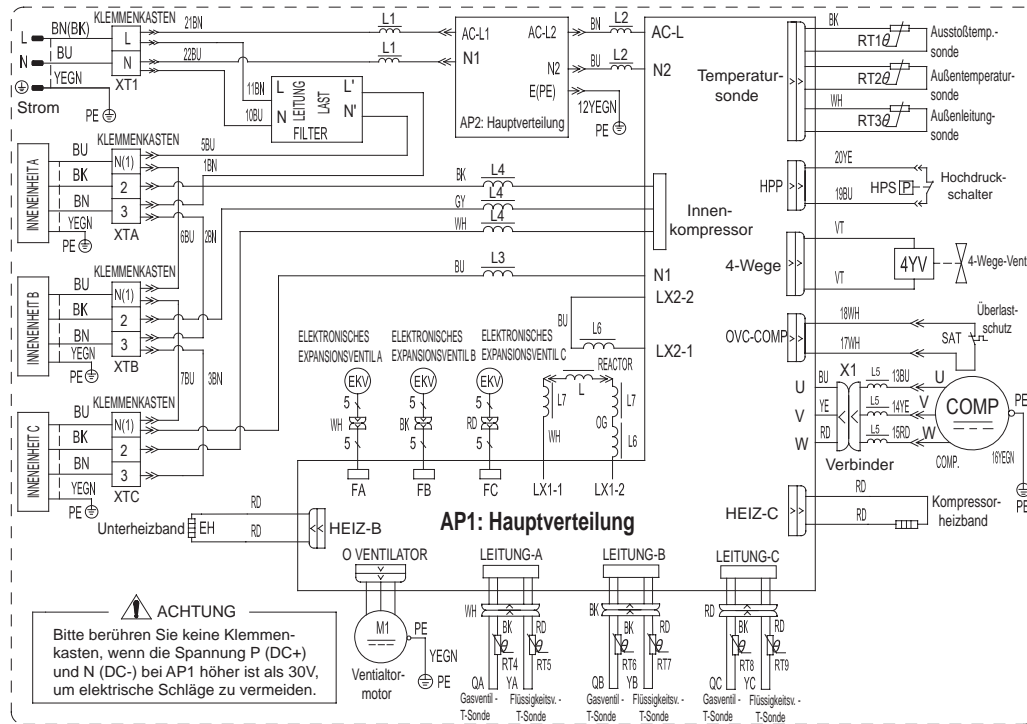 KLEMMENKASTEN
L BN(BK) L 21BN L1 AC-L1 AC-L2 BN L2 AC-L
N BU N 22BU L1 N1 N2 BU L2 N2
YEGN XT1 E(PE) 12YEGN
Strom PE PE
AP2: Hauptverteilung
11BN L L'
10BU N N'
LEITUNG LAST
FILTER
Temperatur-
sonde
BK RT1θ Ausstoßtemp.-
sonde
RT2θ Außentemperatur-
sonde
WH RT3θ Außenleitung-
sonde
INNENEINHEIT A
KLEMMENKASTEN
BU N(1) 5BU
BK 2 1BN
BN 3
YEGN
PE XTA
6BU 2BN
BK L4
GY L4
WH L4
Innen-
kompressor
BU L3 N1
LX2-2
BU L6
LX2-1
HPP 20YE
19BU
HPS P Hochdruck-
schalter
4-Wege VT
VT
4YV 4-Wege-Vent
INNENEINHEIT B
KLEMMENKASTEN
BU N(1)
BK 2
BN 3
YEGN
PE XTB
7BU 3BN
ELEKTRONISCHES
EXPANSIONSVENTIL A
ELEKTRONISCHES
EXPANSIONSVENTIL B
ELEKTRONISCHES
EXPANSIONSVENTIL C
EKV EKV EKV
5 5 5
WH BK RD
5 5 5
FA FB FC
REACTOR
L
L7 L7
WH OG
L6
LX1-1 LX1-2
OVC-COMP 18WH
17WH
SAT Überlast-
schutz
X1
U BU L5 13BU U
V YE L5 14YE V
W RD L5 15RD W
Verbinder
COMP
COMP. 16YEGN
PE
PE
INNENEINHEIT C
KLEMMENKASTEN
BU N(1)
BK 2
BN 3
YEGN
PE XTC
Unterheizband EH RD
RD
HEIZ-B
AP1: Hauptverteilung
HEIZ-C RD
RD
Kompressor-
heizband
O VENTILATOR
M1
PE
YEGN
PE
Ventialtor-
motor
LEITUNG-A LEITUNG-B LEITUNG-C
WH BK RD
BK RD BK RD BK RD
RT4 RT5 RT6 RT7 RT8 RT9
QA YA QB YB QC YC
Gasventil -
T-Sonde
Flüssigkeitsv. -
T-Sonde
Gasventil -
T-Sonde
Flüssigkeitsv. -
T-Sonde
Gasventil -
T-Sonde
Flüssigkeitsv. -
T-Sonde
ACHTUNG
Bitte berühren Sie keine Klemmen-
kasten, wenn die Spannung P (DC+)
und N (DC-) bei AP1 höher ist als 30V,
um elektrische Schläge zu vermeiden.